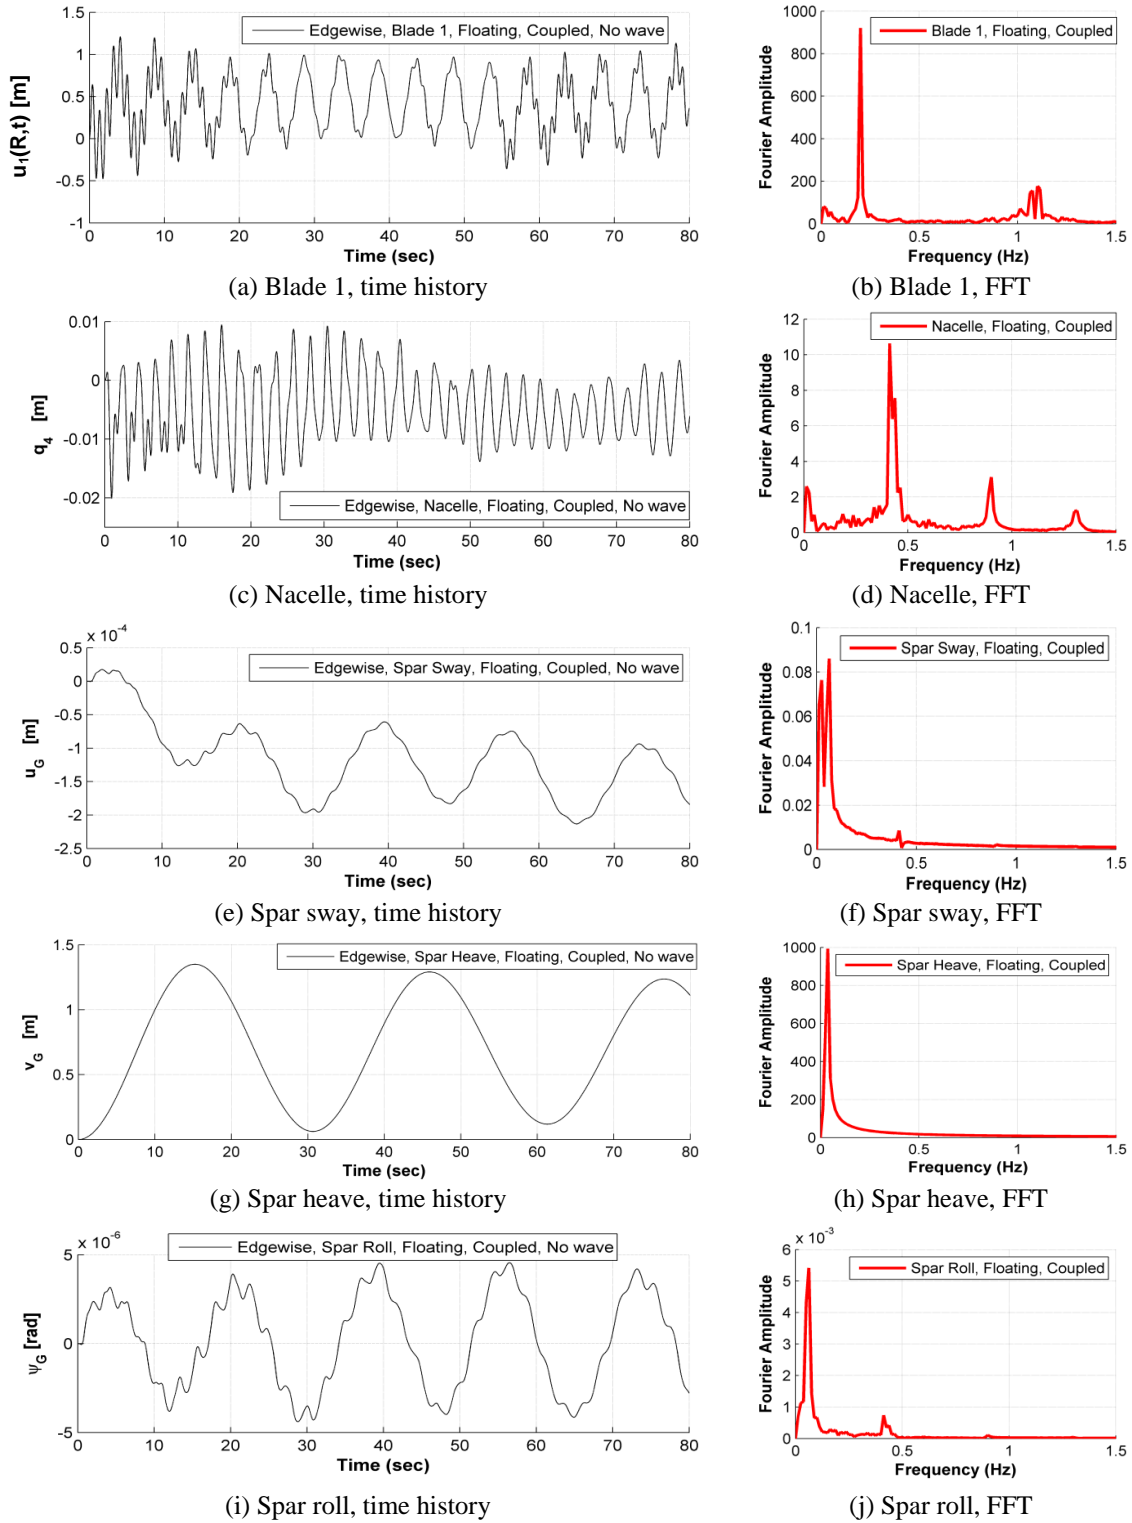 Edgewise, Blade 1, Floating, Coupled, No wave
u1(R,t) [m]
1.5
1
0.5
0
-0.5
-1
0 10 20 30 40 50 60 70 80
Time (sec)
(a) Blade 1, time history
Blade 1, Floating, Coupled
Fourier Amplitude
1000
800
600
400
200
0
0 0.5 1 1.5
Frequency (Hz)
(b) Blade 1, FFT
Edgewise, Nacelle, Floating, Coupled, No wave
q4 [m]
0.01
0
-0.01
-0.02
0 10 20 30 40 50 60 70 80
Time (sec)
(c) Nacelle, time history
Nacelle, Floating, Coupled
Fourier Amplitude
12
10
8
6
4
2
0
0 0.5 1 1.5
Frequency (Hz)
(d) Nacelle, FFT
x 10-4
Edgewise, Spar Sway, Floating, Coupled, No wave
uG [m]
0.5
0
-0.5
-1
-1.5
-2
-2.5
0 10 20 30 40 50 60 70 80
Time (sec)
(e) Spar sway, time history
Spar Sway, Floating, Coupled
Fourier Amplitude
0.1
0.08
0.06
0.04
0.02
0
0 0.5 1 1.5
Frequency (Hz)
(f) Spar sway, FFT
Edgewise, Spar Heave, Floating, Coupled, No wave
vG [m]
1.5
1
0.5
0
0 10 20 30 40 50 60 70 80
Time (sec)
(g) Spar heave, time history
Spar Heave, Floating, Coupled
Fourier Amplitude
1000
800
600
400
200
0
0 0.5 1 1.5
Frequency (Hz)
(h) Spar heave, FFT
x 10-6
Edgewise, Spar Roll, Floating, Coupled, No wave
ψG [rad]
5
0
-5
0 10 20 30 40 50 60 70 80
Time (sec)
(i) Spar roll, time history
x 10-3
Spar Roll, Floating, Coupled
Fourier Amplitude
6
5
4
3
2
1
0
0 0.5 1 1.5
Frequency (Hz)
(j) Spar roll, FFT